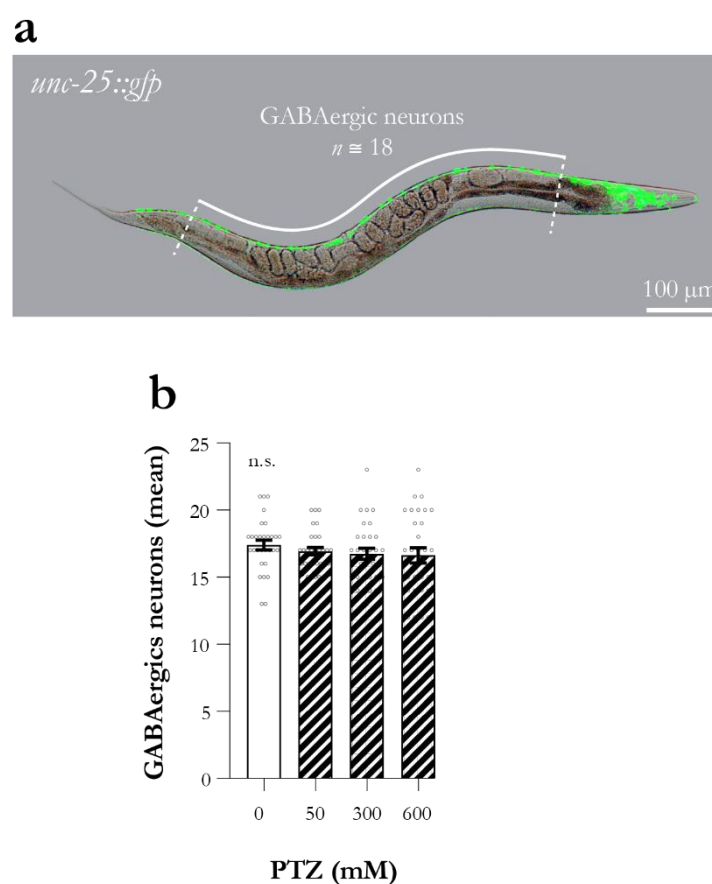 a
unc-25::gfp
GABAergic neurons
n ≅ 18
100 µm
b
GABAergics neurons (mean)
25
20
15
10
5
0
n.s.
0 50 300 600
PTZ (mM)